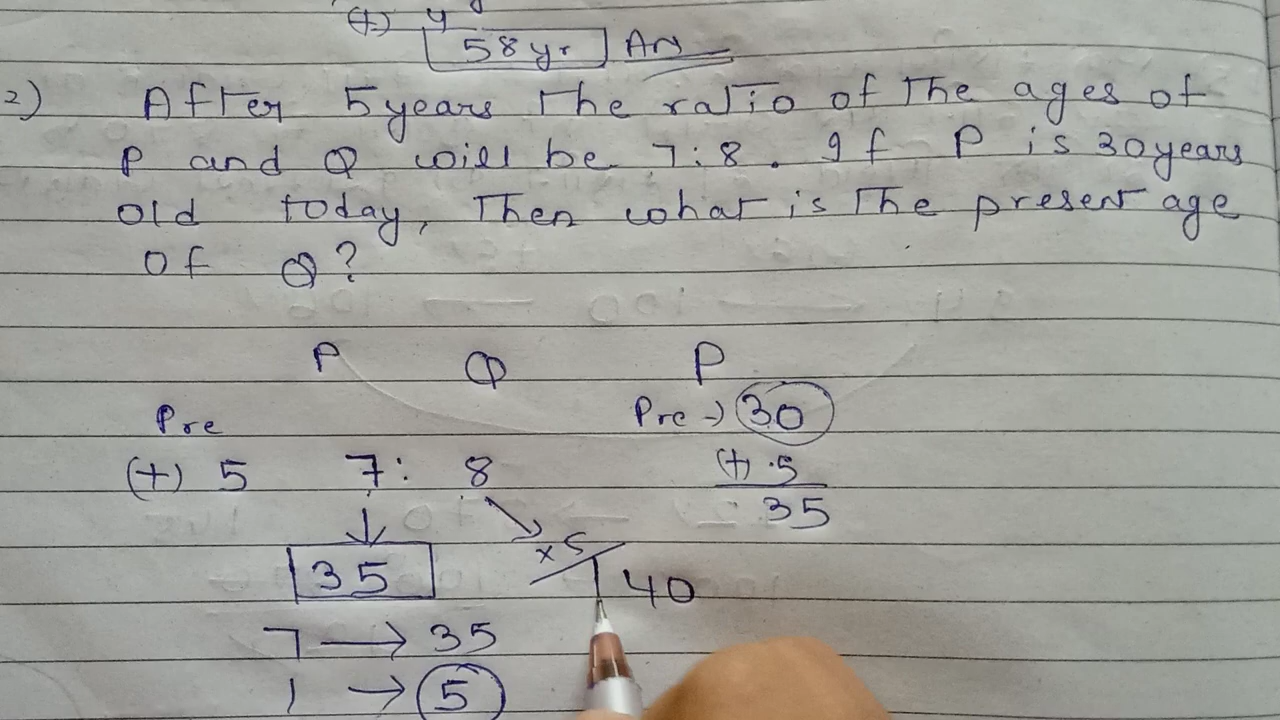 (+) 4
58 yr Ans
2) After 5 years The ratio of The ages of
P and Q will be 7:8. If P is 30 years
old today, Then what is The present age
of Q?
P Q P
Pre Pre → 30
(+) 5 7 : 8 (+) 5
35
35 × 5 40
7 → 35
1 → 5